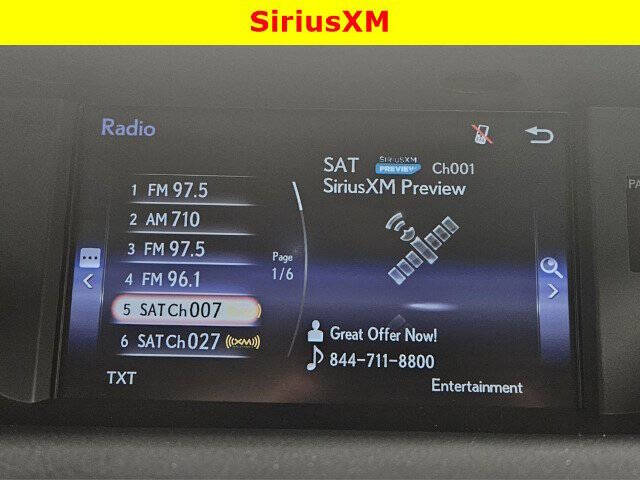 SiriusXM
Radio
SAT SIRIUSXM PREVIEW Ch001
SiriusXM Preview
1 FM 97.5
2 AM 710
3 FM 97.5
4 FM 96.1
5 SAT Ch 007
6 SAT Ch 027 ((XM))
Page
1/6
Great Offer Now!
844-711-8800
TXT
Entertainment
PA